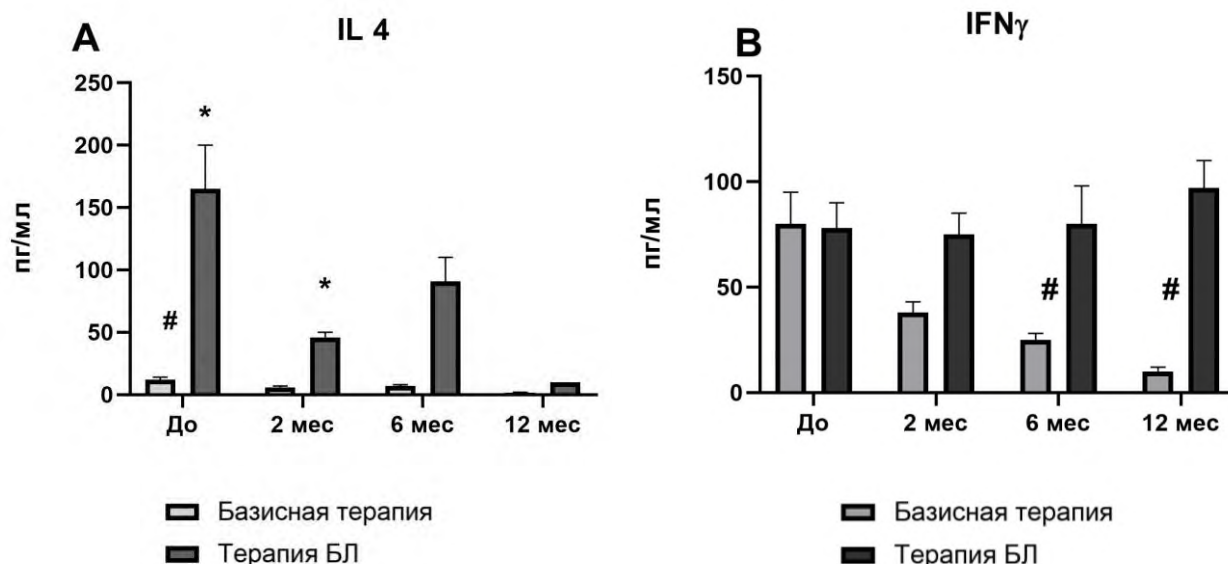 A
IL 4
пг/мл
250
200
150
100
50
0
*
#
*
До
2 мес
6 мес
12 мес
Базисная терапия
Терапия БЛ
B
IFNγ
пг/мл
150
100
50
0
#
#
До
2 мес
6 мес
12 мес
Базисная терапия
Терапия БЛ